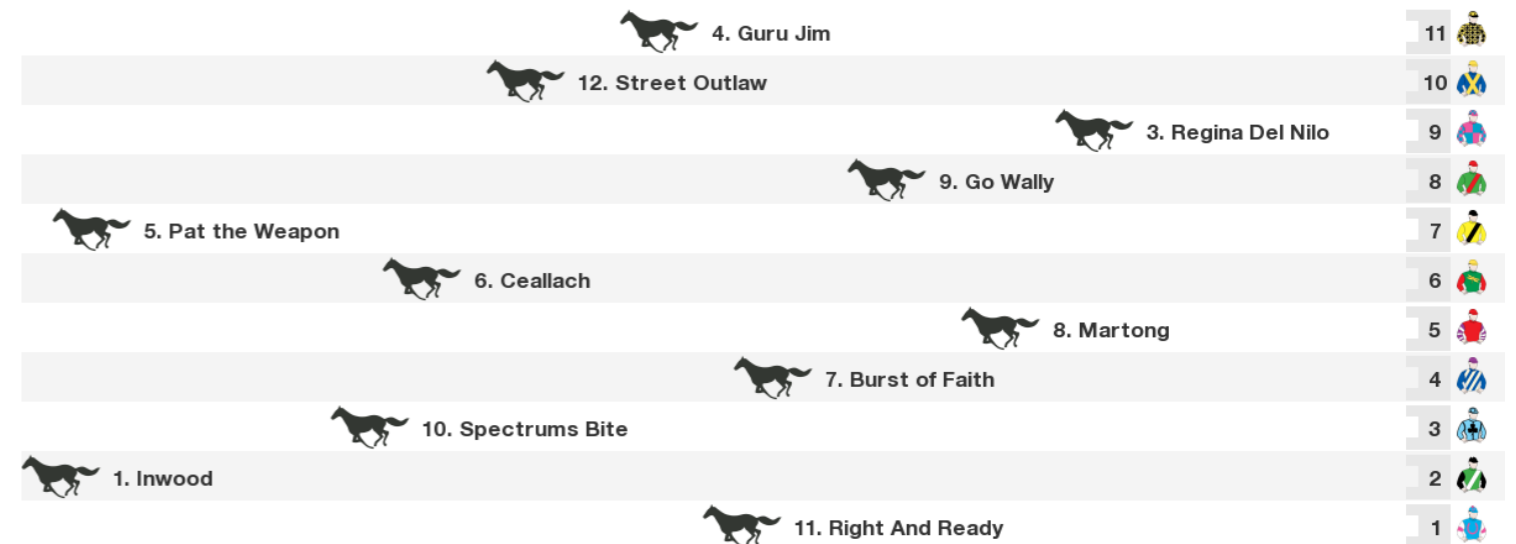 4. Guru Jim 11
12. Street Outlaw 10
3. Regina Del Nilo 9
9. Go Wally 8
5. Pat the Weapon 7
6. Ceallach 6
8. Martong 5
7. Burst of Faith 4
10. Spectrums Bite 3
1. Inwood 2
11. Right And Ready 1